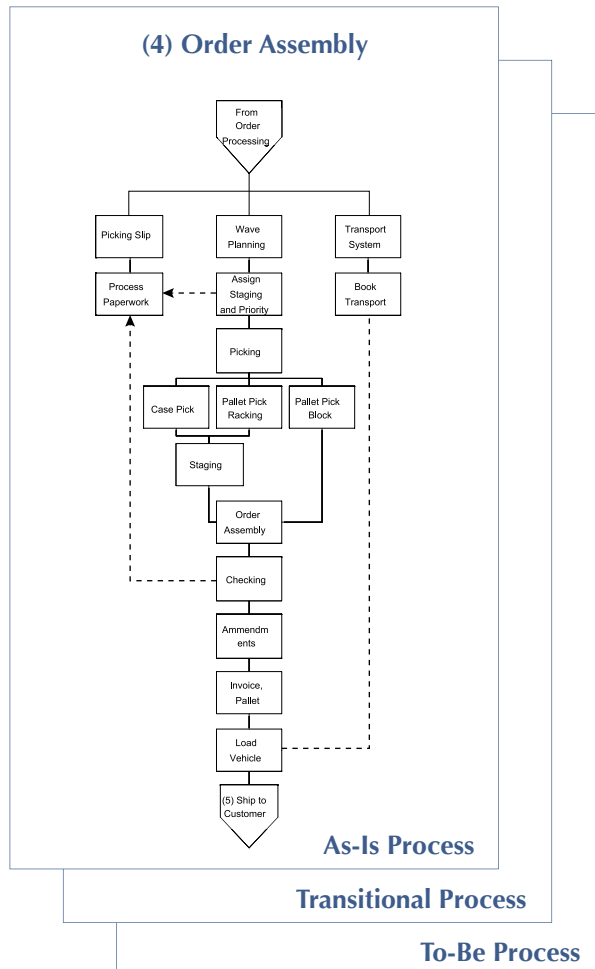 (4) Order Assembly
From
Order
Processing
Picking Slip
Wave
Planning
Transport
System
Process
Paperwork
Assign
Staging
and Priority
Book
Transport
Picking
Case Pick
Pallet Pick
Racking
Pallet Pick
Block
Staging
Order
Assembly
Checking
Ammendm
ents
Invoice,
Pallet
Load
Vehicle
(5) Ship to
Customer
As-Is Process
Transitional Process
To-Be Process